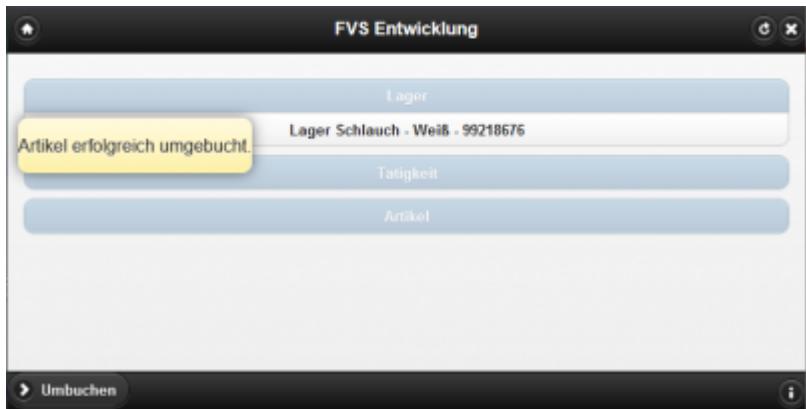 FVS Entwicklung
Lager
Lager Schlauch - Weiß - 99218676
Artikel erfolgreich umgebucht.
Tätigkeit
Artikel
Umbuchen